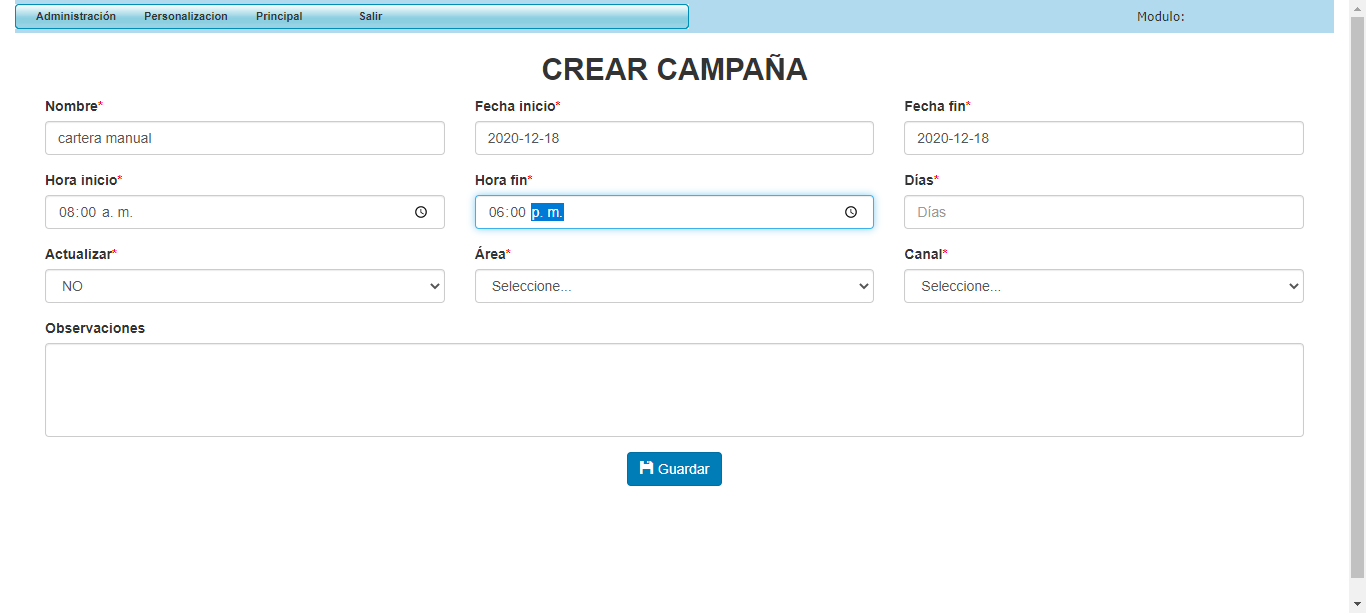 Administración Personalizacion Principal Salir Modulo:
CREAR CAMPAÑA
Nombre* Fecha inicio* Fecha fin*
cartera manual 2020-12-18 2020-12-18
Hora inicio* Hora fin* Días*
08:00 a. m. 06:00 p. m. Días
Actualizar* Área* Canal*
NO Seleccione... Seleccione...
Observaciones
Guardar